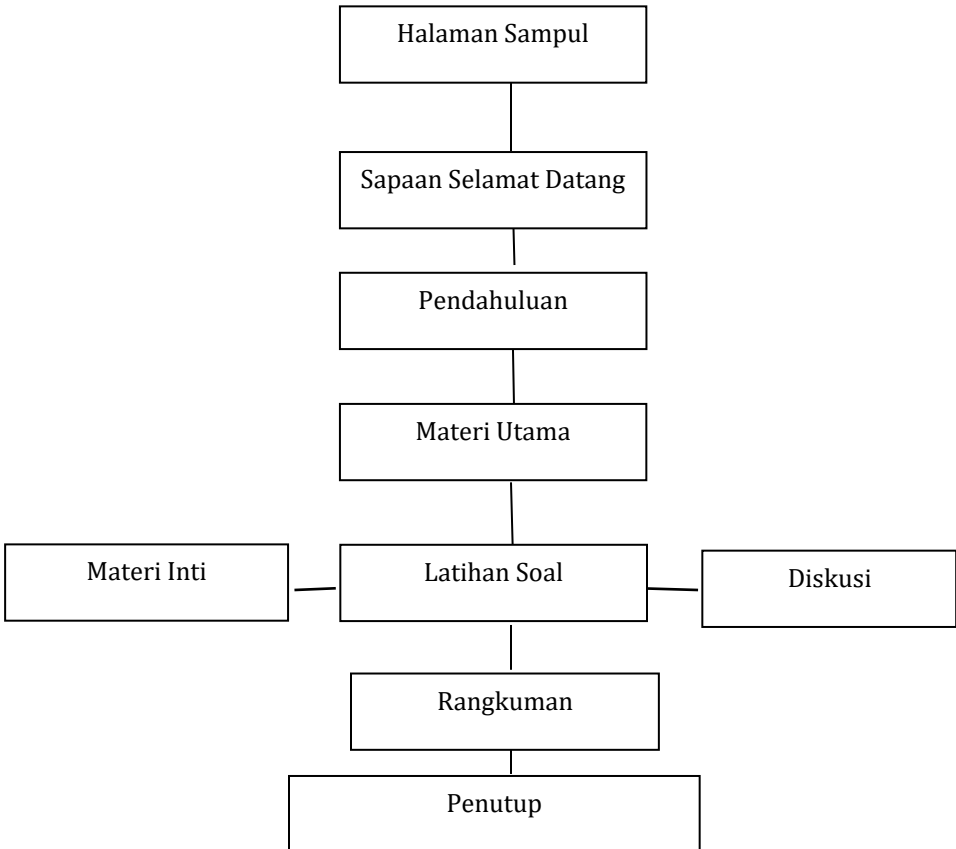 Halaman Sampul
Sapaan Selamat Datang
Pendahuluan
Materi Utama
Materi Inti
Latihan Soal
Diskusi
Rangkuman
Penutup